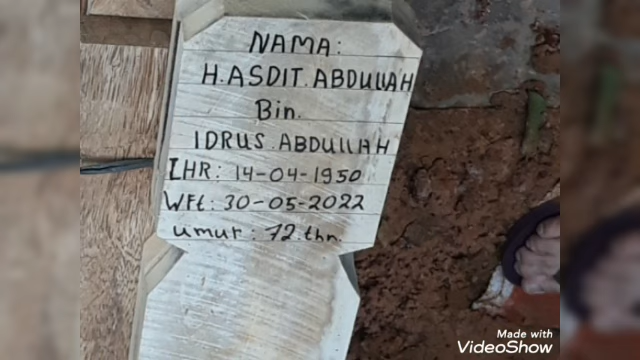 NAMA:
H. ASDIT. ABDULLAH
Bin.
IDRUS. ABDULLAH
LHR: 14-04-1950
WFt: 30-05-2022
umur: 72.thn.
Made with
VideoShow